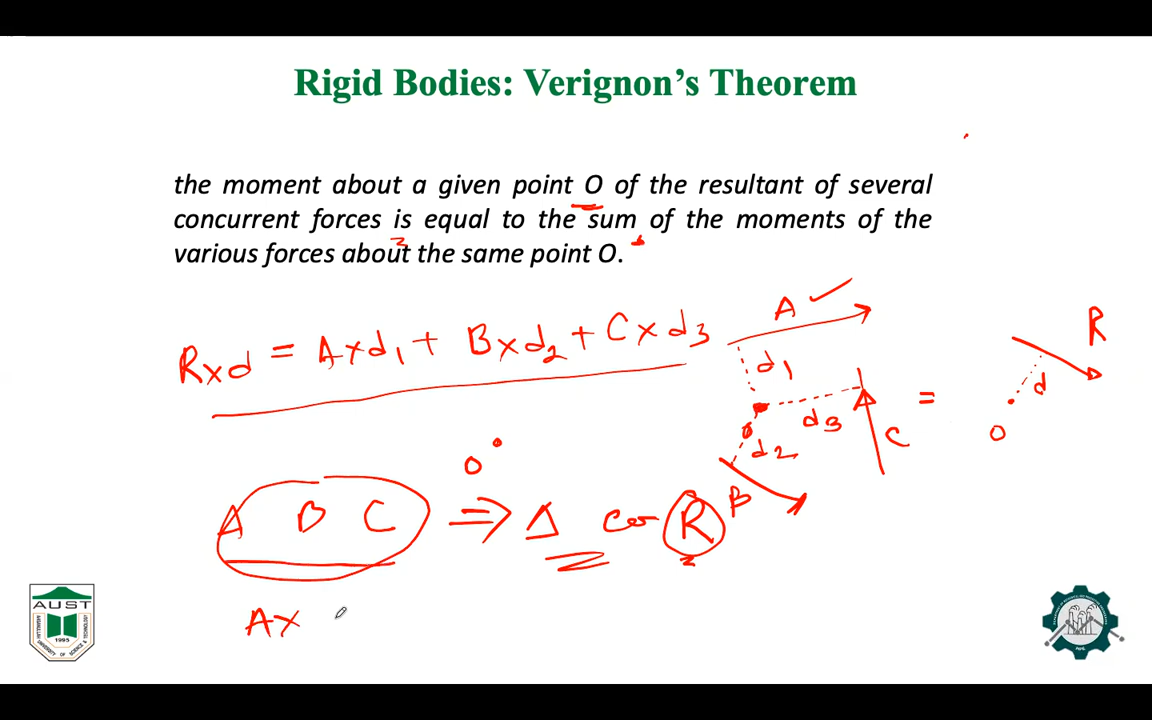 Rigid Bodies: Verignon's Theorem
the moment about a given point O of the resultant of several
concurrent forces is equal to the sum of the moments of the
various forces about the same point O.
R x d = A x d1 + B x d2 + C x d3
A
d1
d3
d2
C
B
=
R
d
O
A B C
O
⇒ Δ
R
A x
AUST
1995